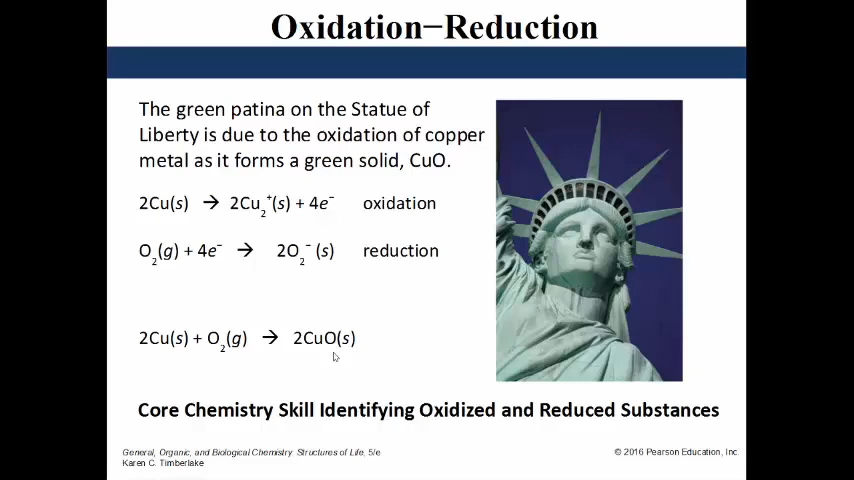 Oxidation−Reduction
The green patina on the Statue of
Liberty is due to the oxidation of copper
metal as it forms a green solid, CuO.
2Cu(s) → 2Cu₂⁺(s) + 4e⁻ oxidation
O₂(g) + 4e⁻ → 2O₂⁻ (s) reduction
2Cu(s) + O₂(g) → 2CuO(s)
Core Chemistry Skill Identifying Oxidized and Reduced Substances
General, Organic, and Biological Chemistry: Structures of Life, 5/e
Karen C. Timberlake
© 2016 Pearson Education, Inc.